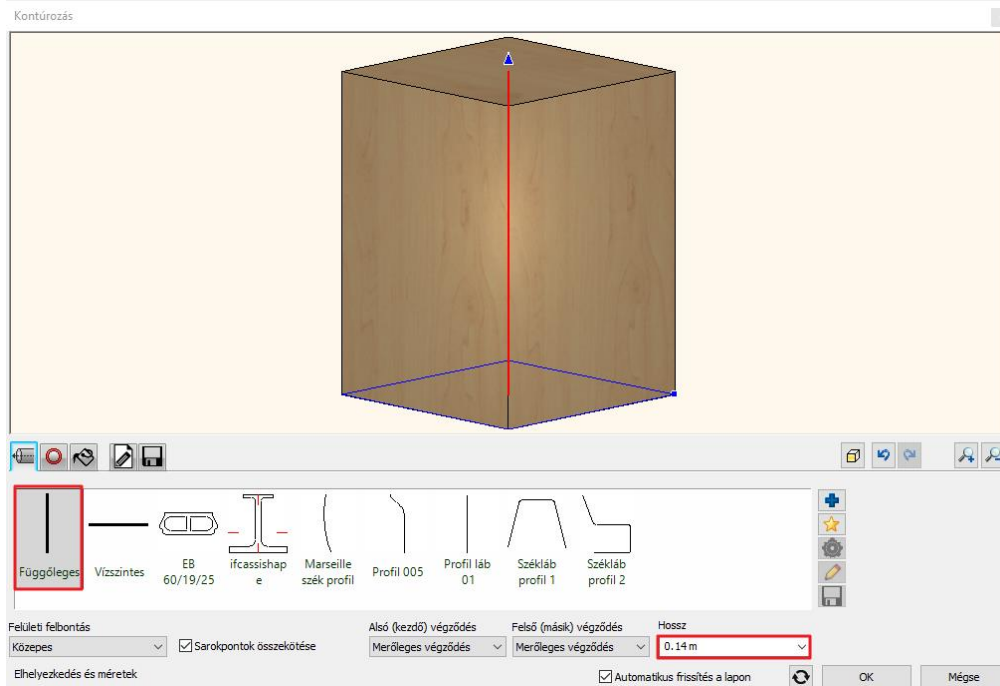 Kontúrozás
Függőleges
Vízszintes
EB
60/19/25
ifcassishap
e
Marseille
szék profil
Profil 005
Profil láb
01
Székláb
profil 1
Székláb
profil 2
Felületi felbontás
Alsó (kezdő) végződés
Felső (másik) végződés
Hossz
Közepes
Sarokpontok összekötése
Merőleges végződés
Merőleges végződés
0.14 m
Elhelyezkedés és méretek
Automatikus frissítés a lapon
OK
Mégse